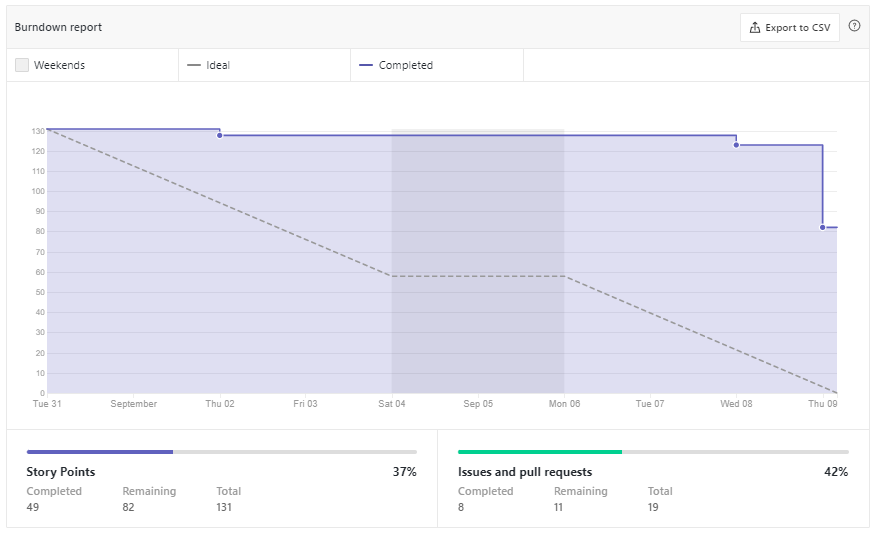 Burndown report
Export to CSV
Weekends
Ideal
Completed
130
120
110
100
90
80
70
60
50
40
30
20
10
0
Tue 31 September Thu 02 Fri 03 Sat 04 Sep 05 Mon 06 Tue 07 Wed 08 Thu 09
Story Points 37%
Completed Remaining Total
49 82 131
Issues and pull requests 42%
Completed Remaining Total
8 11 19